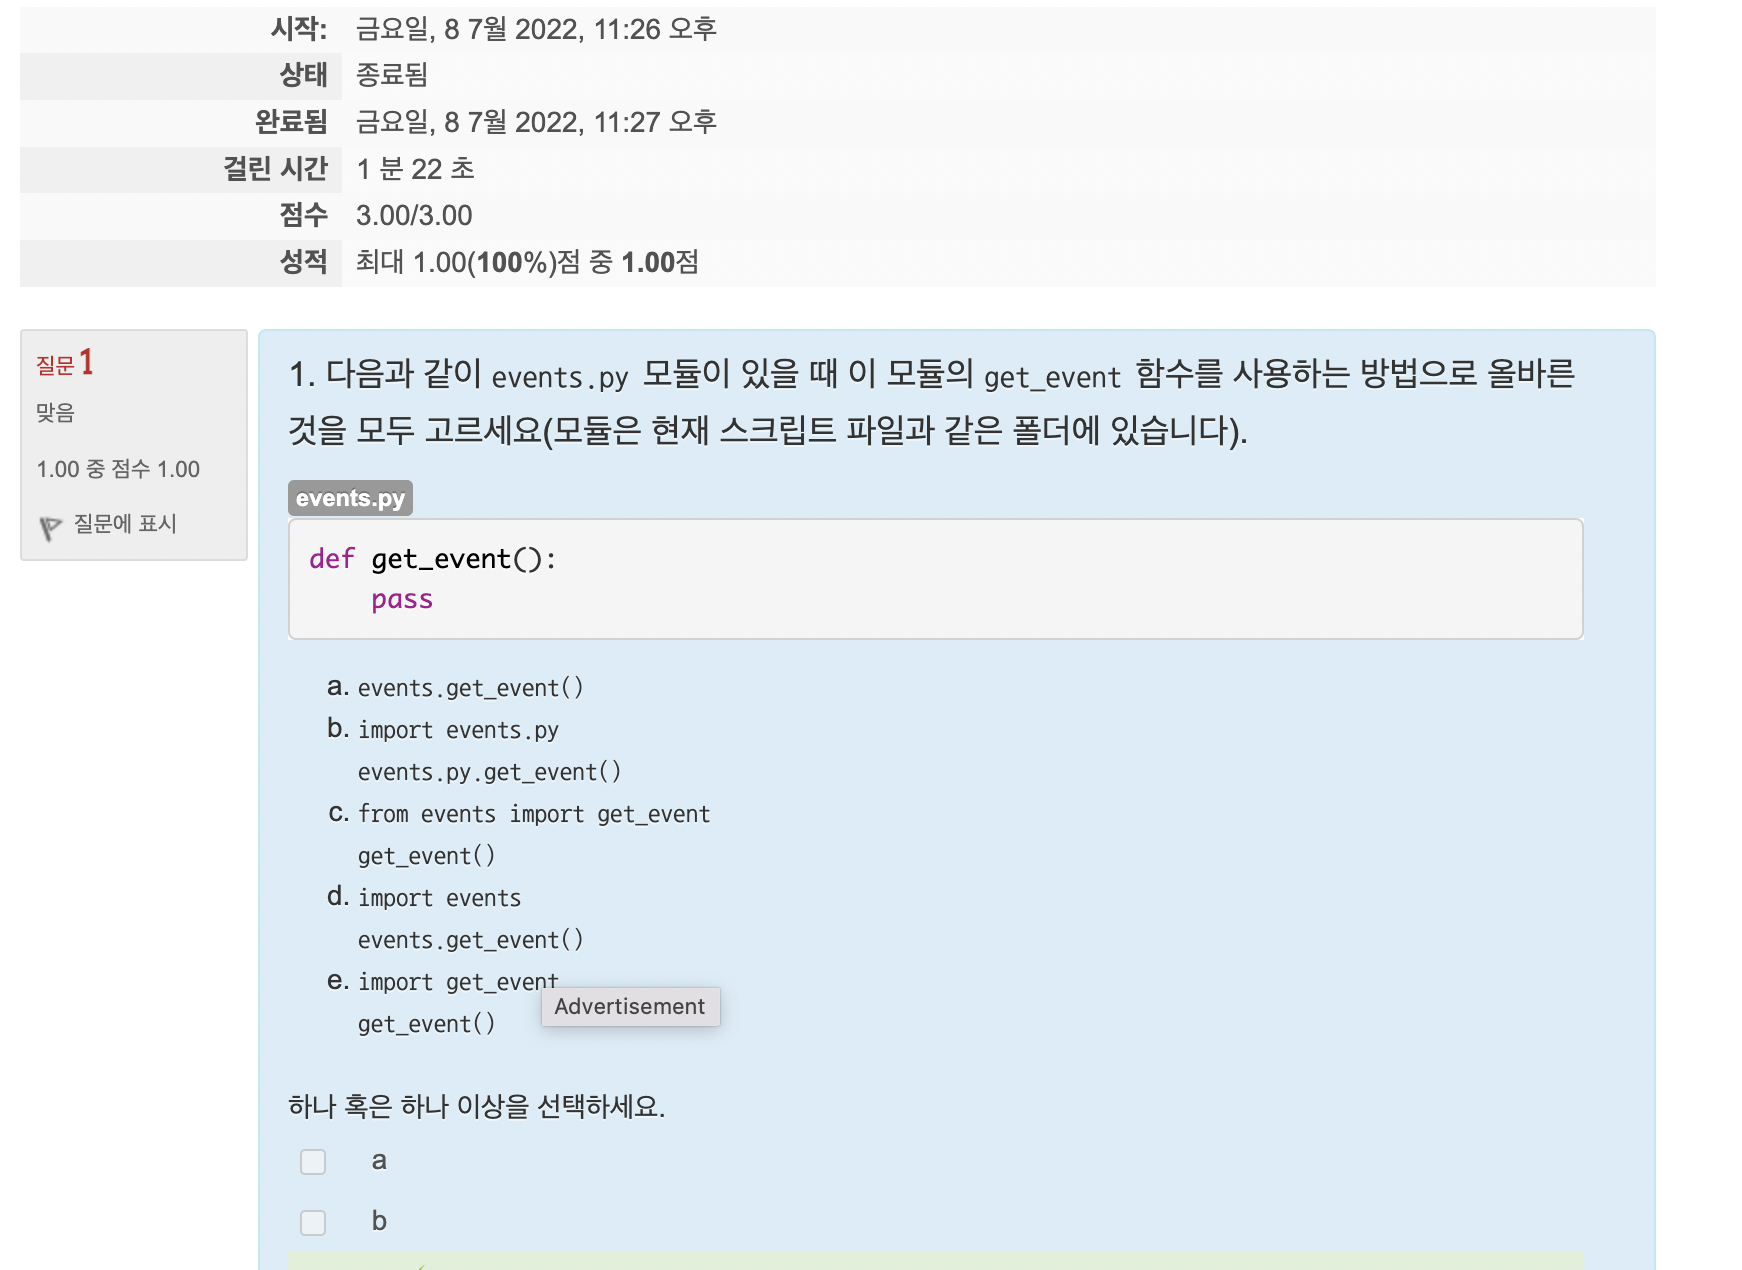 시작: 금요일, 8 7월 2022, 11:26 오후
상태 종료됨
완료됨 금요일, 8 7월 2022, 11:27 오후
걸린 시간 1 분 22 초
점수 3.00/3.00
성적 최대 1.00(100%)점 중 1.00점
질문 1
맞음
1.00 중 점수 1.00
질문에 표시
1. 다음과 같이 events.py 모듈이 있을 때 이 모듈의 get_event 함수를 사용하는 방법으로 올바른
것을 모두 고르세요(모듈은 현재 스크립트 파일과 같은 폴더에 있습니다).
events.py
def get_event():
    pass
a. events.get_event()
b. import events.py
events.py.get_event()
c. from events import get_event
get_event()
d. import events
events.get_event()
e. import get_event
Advertisement
get_event()
하나 혹은 하나 이상을 선택하세요.
a
b